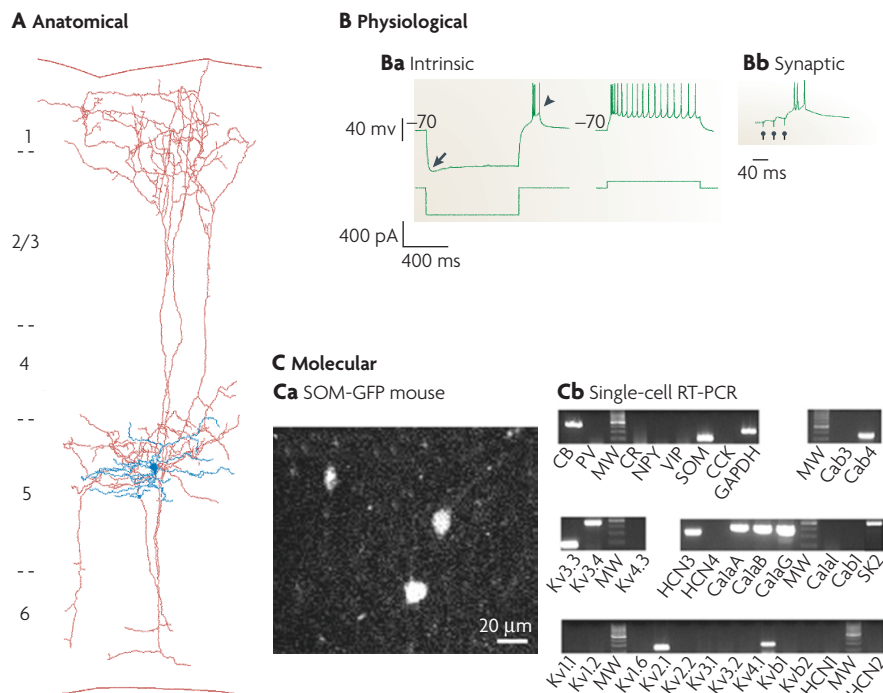 A Anatomical
1
2/3
4
5
6
B Physiological
Ba Intrinsic
–70
40 mv
–70
400 pA
400 ms
Bb Synaptic
40 ms
C Molecular
Ca SOM-GFP mouse
20 µm
Cb Single-cell RT-PCR
CB PV MW CR NPY VIP SOM CCK GAPDH
MW Cab3 Cab4
Kv3.3 Kv3.4 MW Kv4.3
HCN3 HCN4 CalaA CalaB CalaG MW CalaI Cab1 SK2
Kv1.1 Kv1.2 MW Kv1.6 Kv2.1 Kv2.2 Kv3.1 Kv3.2 Kv4.1 Kvb1 Kvb2 HCN1 MW HCN2